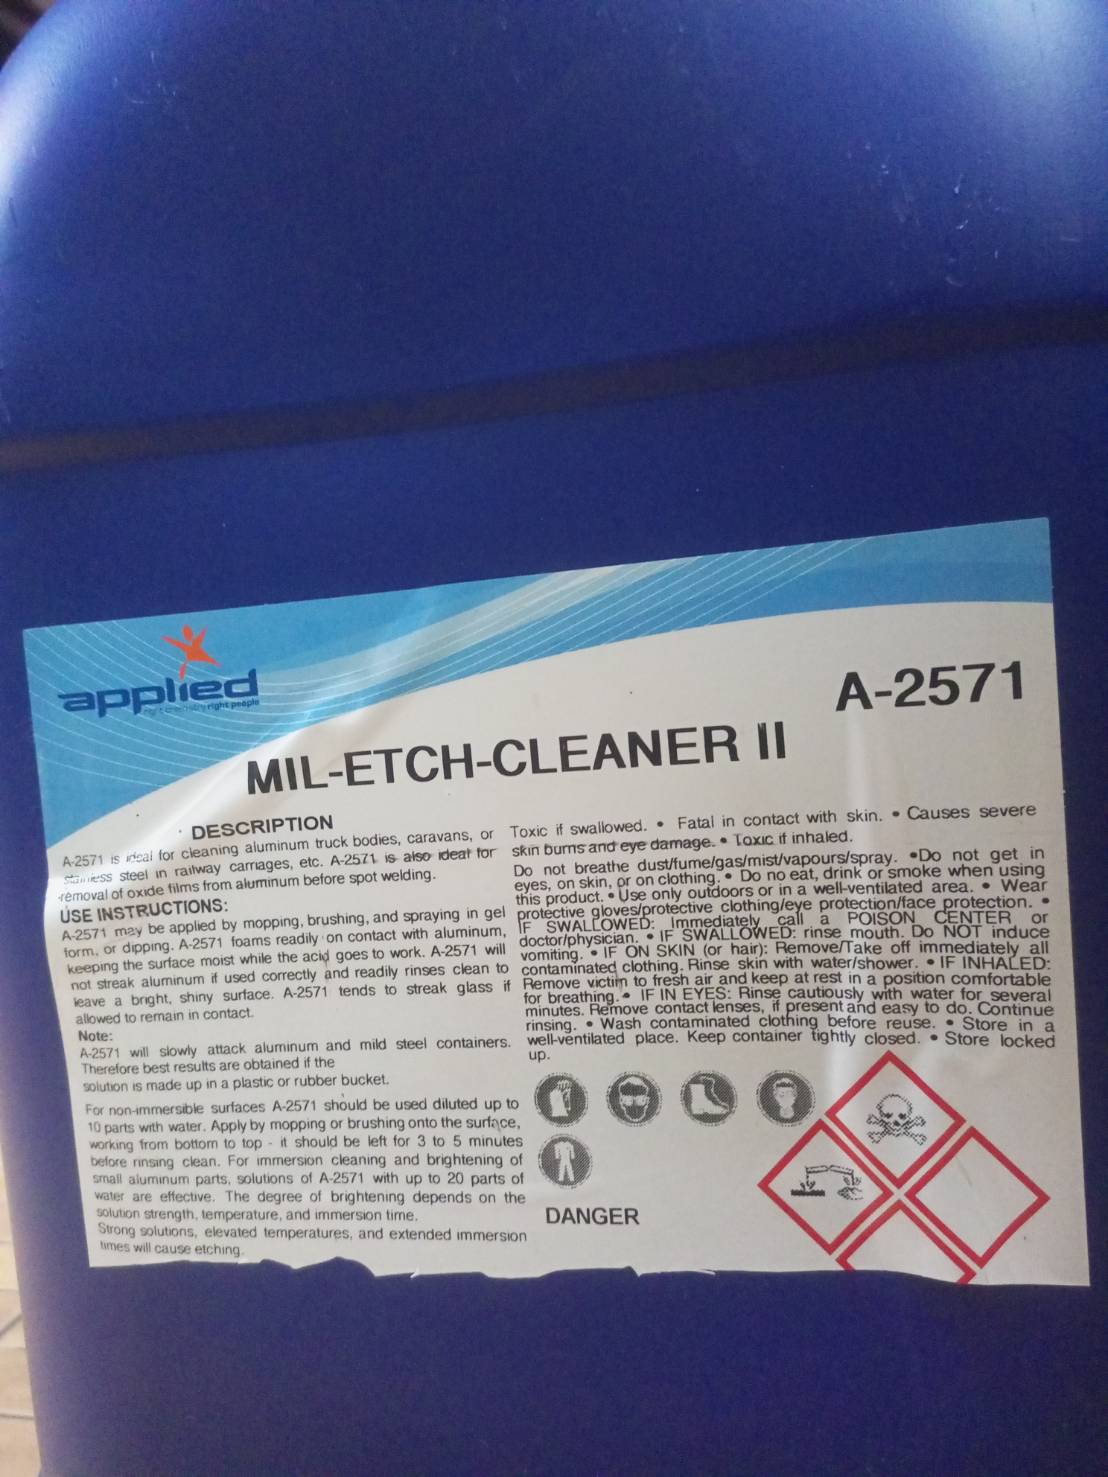 applied
right chemistry right people
A-2571
MIL-ETCH-CLEANER II
DESCRIPTION
A-2571 is ideal for cleaning aluminum truck bodies, caravans, or
stainless steel in railway carriages, etc. A-2571 is also ideal for
removal of oxide films from aluminum before spot welding.
USE INSTRUCTIONS:
A-2571 may be applied by mopping, brushing, and spraying in gel
form, or dipping. A-2571 foams readily on contact with aluminum,
keeping the surface moist while the acid goes to work. A-2571 will
not streak aluminum if used correctly and readily rinses clean to
leave a bright, shiny surface. A-2571 tends to streak glass if
allowed to remain in contact.
Note:
A-2571 will slowly attack aluminum and mild steel containers.
Therefore best results are obtained if the
solution is made up in a plastic or rubber bucket.
For non-immersible surfaces A-2571 should be used diluted up to
10 parts with water. Apply by mopping or brushing onto the surface,
working from bottom to top - it should be left for 3 to 5 minutes
before rinsing clean. For immersion cleaning and brightening of
small aluminum parts, solutions of A-2571 with up to 20 parts of
water are effective. The degree of brightening depends on the
solution strength, temperature, and immersion time.
Strong solutions, elevated temperatures, and extended immersion
times will cause etching.
Toxic if swallowed. • Fatal in contact with skin. • Causes severe
skin burns and eye damage. • Toxic if inhaled.
Do not breathe dust/fume/gas/mist/vapours/spray. •Do not get in
eyes, on skin, or on clothing. • Do no eat, drink or smoke when using
this product. • Use only outdoors or in a well-ventilated area. • Wear
protective gloves/protective clothing/eye protection/face protection. •
IF SWALLOWED: Immediately call a POISON CENTER or
doctor/physician. • IF SWALLOWED: rinse mouth. Do NOT induce
vomiting. • IF ON SKIN (or hair): Remove/Take off immediately all
contaminated clothing. Rinse skin with water/shower. • IF INHALED:
Remove victim to fresh air and keep at rest in a position comfortable
for breathing. • IF IN EYES: Rinse cautiously with water for several
minutes. Remove contact lenses, if present and easy to do. Continue
rinsing. • Wash contaminated clothing before reuse. • Store in a
well-ventilated place. Keep container tightly closed. • Store locked
up.
DANGER